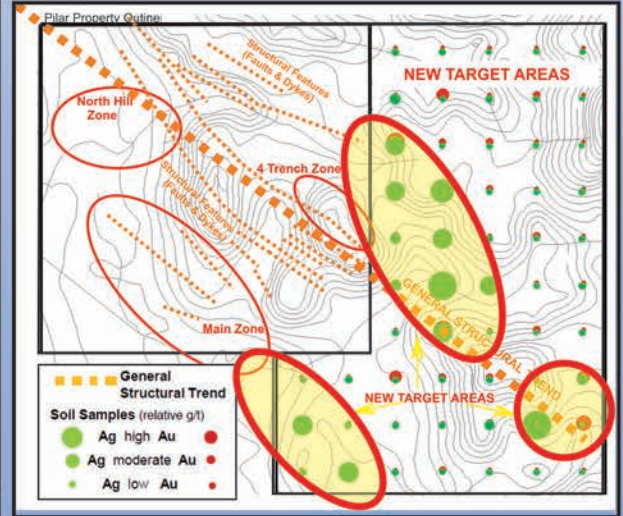 Pilar Property Outine
NEW TARGET AREAS
Structural Features
(Faults & Dykes)
North Hill
Zone
4 Trench Zone
Structural Features
(Faults & Dykes)
Main Zone
GENERAL STRUCTURAL TREND
NEW TARGET AREAS
General
Structural Trend
Soil Samples (relative g/t)
Ag high Au
Ag moderate Au
Ag low Au